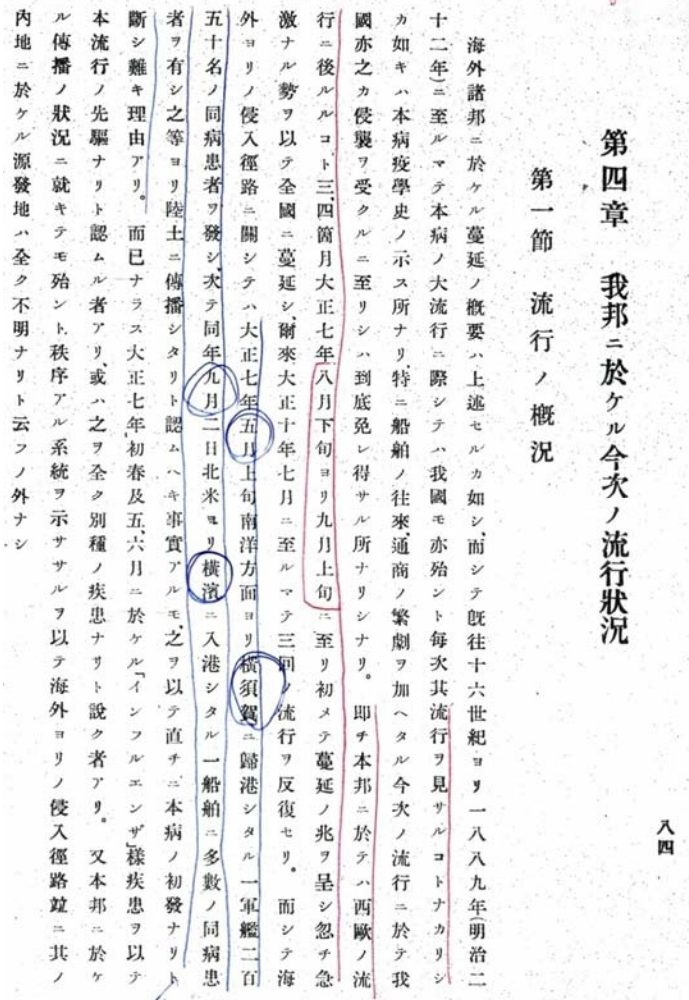 第四章　我邦ニ於ケル今次ノ流行狀況
第一節　流行ノ概況
海外諸邦ニ於ケル蔓延ノ概要ハ上述セルカ如シ、而シテ旣往十六世紀ヨリ一八八九年(明治二
十二年)ニ至ルマテ本病ノ大流行ニ際シテハ我國モ亦殆ント每次其流行ヲ見サルコトナカリシ
カ如キハ本病疫學史ノ示ス所ナリ、特ニ船舶ノ往來、通商ノ繁劇ヲ加ヘタル今次ノ流行ニ於テ我
國亦之カ侵襲ヲ受クルニ至リシハ到底免レ得サル所ナリシナリ。卽チ本邦ニ於テハ西歐ノ流
行ニ後ルルコト三、四箇月大正七年八月下旬ヨリ九月上旬ニ至リ初メテ蔓延ノ兆ヲ呈シ忽チ急
激ナル勢ヲ以テ全國ニ蔓延シ、爾來大正十年七月ニ至ルマテ三回ノ流行ヲ反復セリ。而シテ海
外ヨリノ侵入徑路ニ關シテハ大正七年五月上旬南洋方面ヨリ橫須賀ニ歸港シタル一軍艦二百
五十名ノ同病患者ヲ發シ、次テ同年九月二日北米ヨリ橫濱ニ入港シタル一船舶ニ多數ノ同病患
者ヲ有シ之等ヨリ陸土ニ傳播シタリト認ムヘキ事實アルモ、之ヲ以テ直チニ本病ノ初發ナリト
斷シ難キ理由アリ。而已ナラス大正七年初春及五、六月ニ於ケル「インフルエンザ」樣疾患ヲ以テ
本流行ノ先驅ナリト認ムル者アリ、或ハ之ヲ全ク別種ノ疾患ナリト說ク者アリ。又本邦ニ於ケ
ル傳播ノ狀況ニ就キテモ殆ント秩序アル系統ヲ示ササルヲ以テ海外ヨリノ侵入徑路竝ニ其ノ
內地ニ於ケル源發地ハ全ク不明ナリト云フノ外ナシ
八四